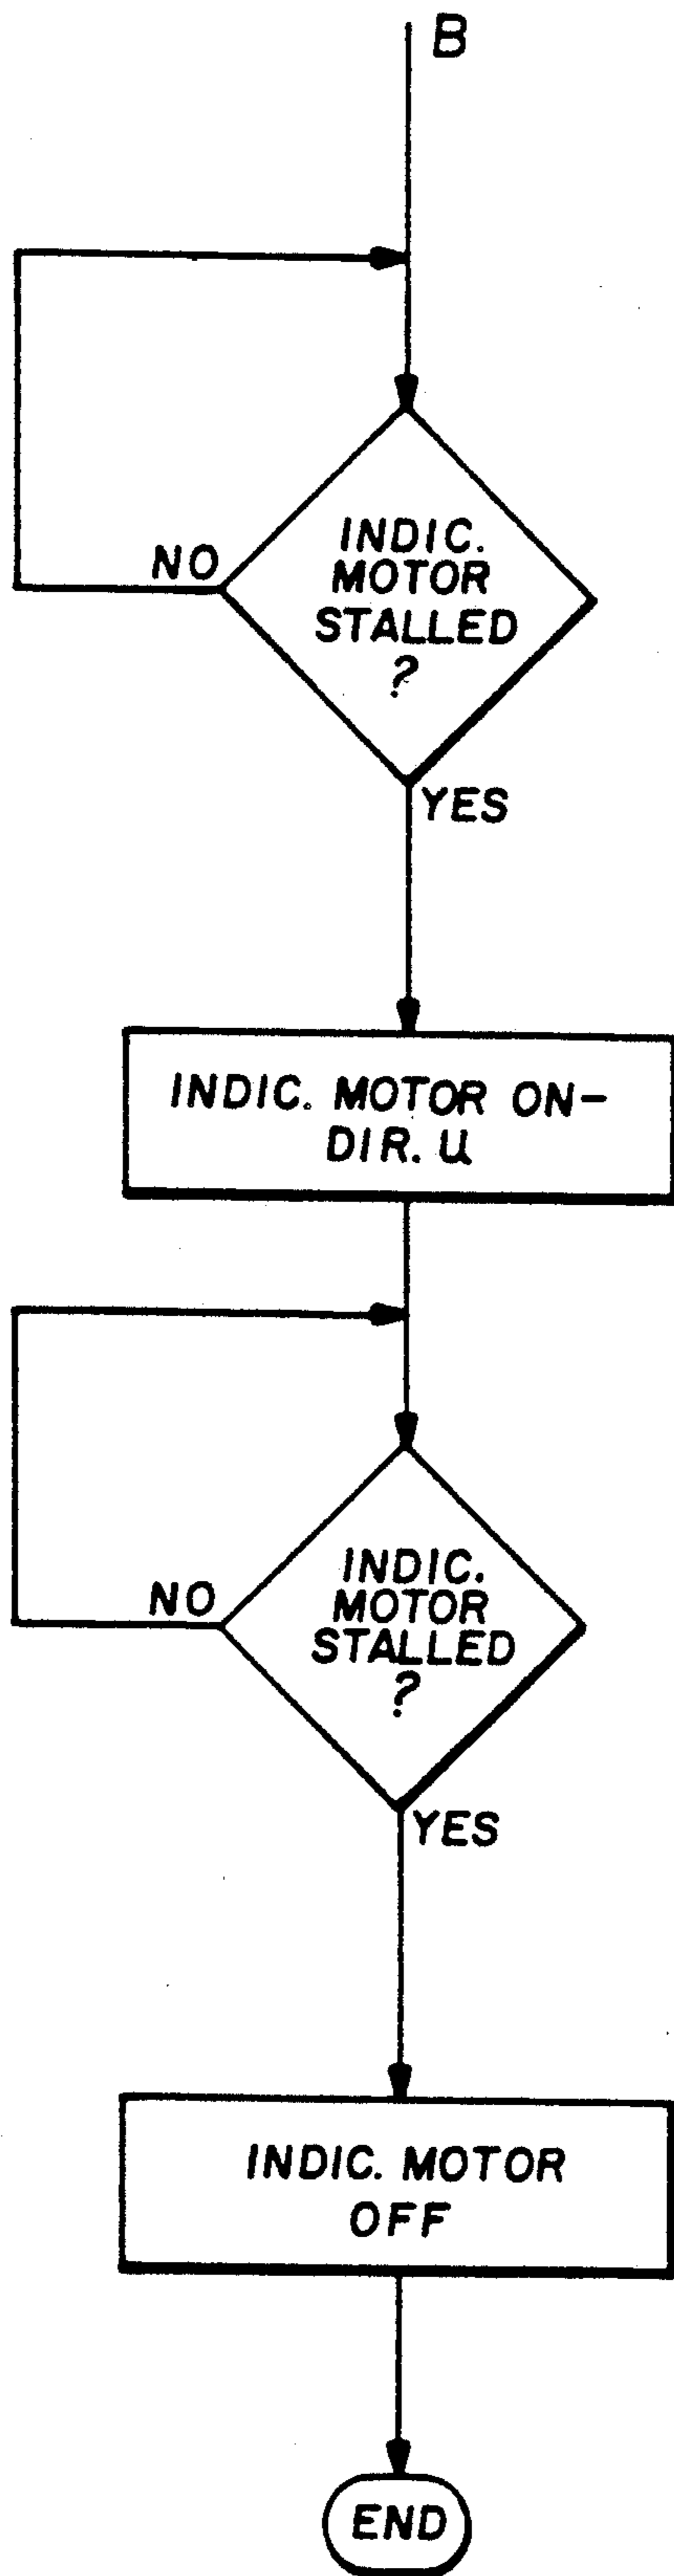 B
INDIC.
MOTOR
STALLED
?
NO
YES
INDIC. MOTOR ON-
DIR. U
INDIC.
MOTOR
STALLED
?
NO
YES
INDIC. MOTOR
OFF
END